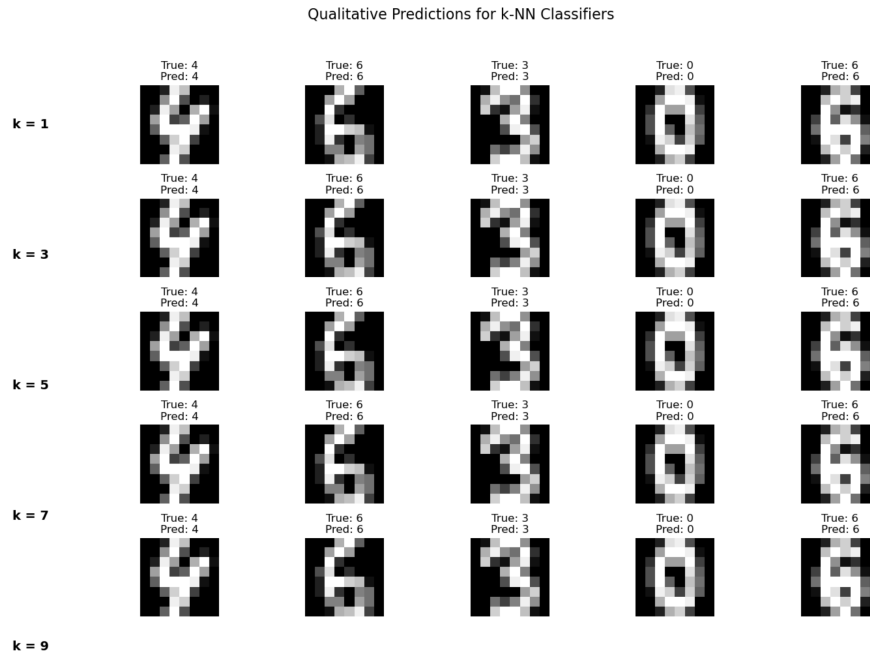 Qualitative Predictions for k-NN Classifiers
True: 4 True: 6 True: 3 True: 0 True: 6
Pred: 4 Pred: 6 Pred: 3 Pred: 0 Pred: 6
k = 1
True: 4 True: 6 True: 3 True: 0 True: 6
Pred: 4 Pred: 6 Pred: 3 Pred: 0 Pred: 6
k = 3
True: 4 True: 6 True: 3 True: 0 True: 6
Pred: 4 Pred: 6 Pred: 3 Pred: 0 Pred: 6
k = 5
True: 4 True: 6 True: 3 True: 0 True: 6
Pred: 4 Pred: 6 Pred: 3 Pred: 0 Pred: 6
k = 7
True: 4 True: 6 True: 3 True: 0 True: 6
Pred: 4 Pred: 6 Pred: 3 Pred: 0 Pred: 6
k = 9